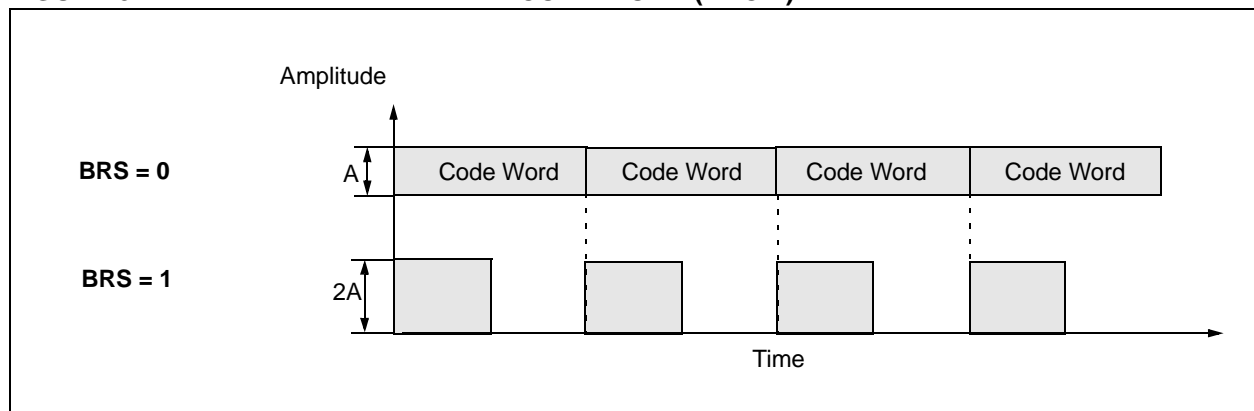 Amplitude
BRS = 0
A
Code Word
Code Word
Code Word
Code Word
BRS = 1
2A
Time